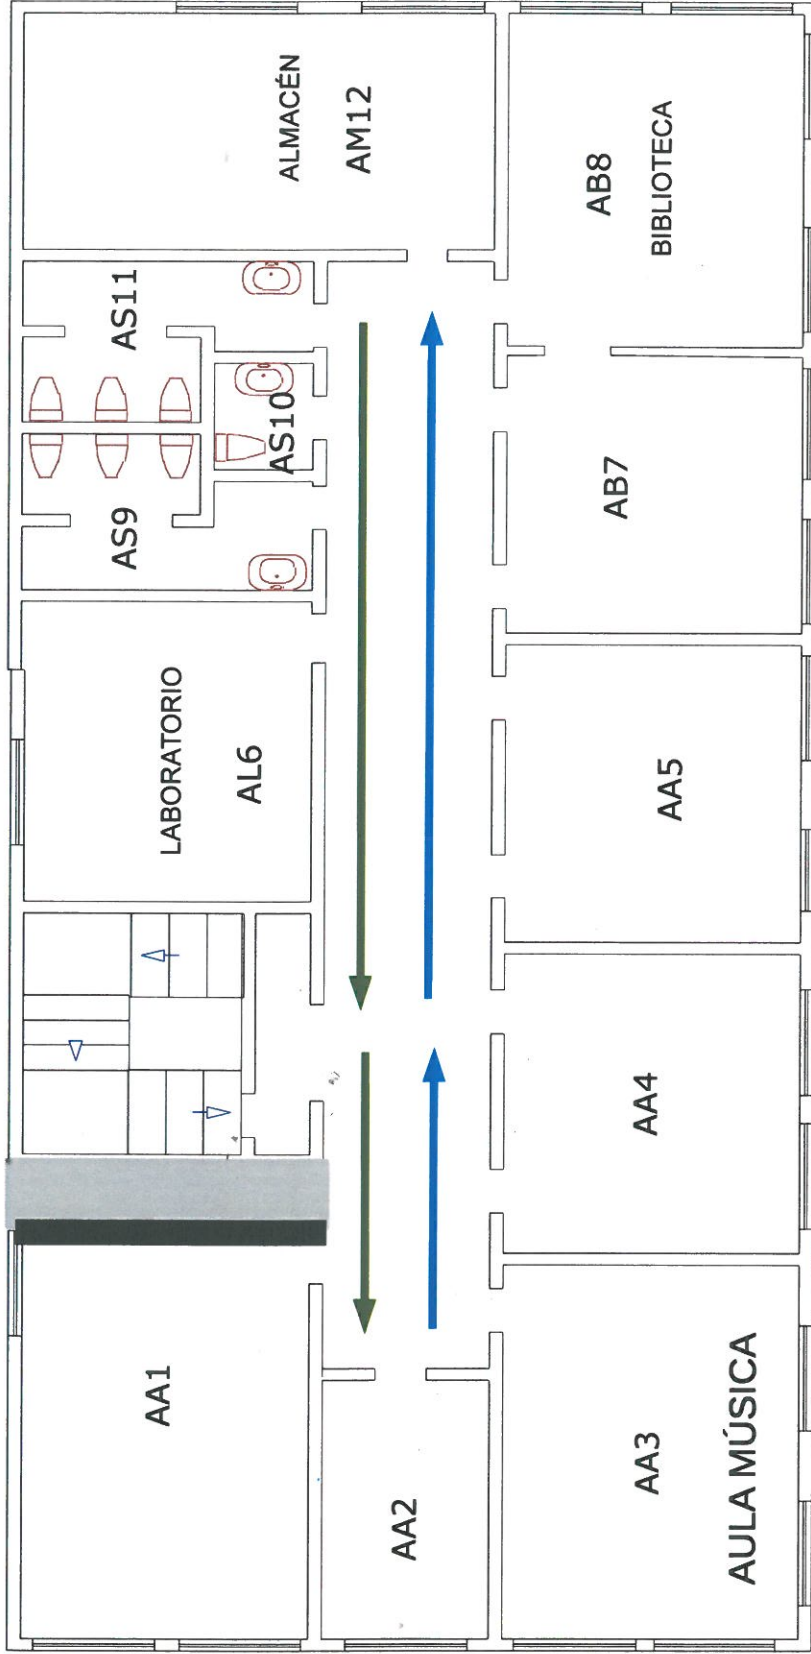 AA1
LABORATORIO
AL6
AS9
AS10
AS11
ALMACÉN
AM12
AA2
AA3
AULA MÚSICA
AA4
AA5
AB7
AB8
BIBLIOTECA